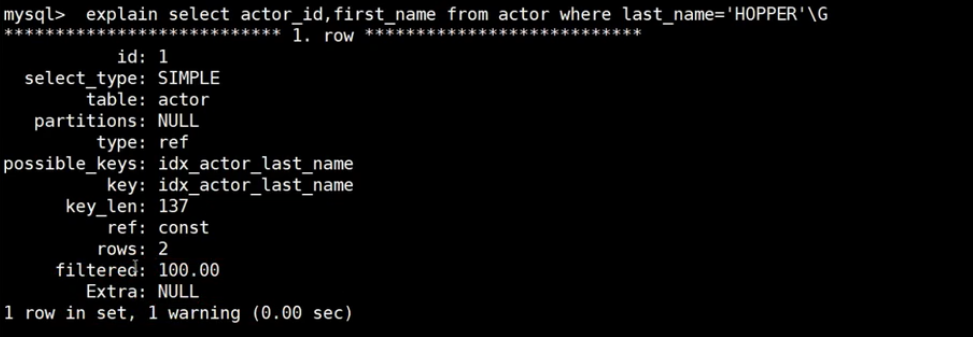 mysql>  explain select actor_id,first_name from actor where last_name='HOPPER'\G
*************************** 1. row ***************************
           id: 1
  select_type: SIMPLE
        table: actor
   partitions: NULL
         type: ref
possible_keys: idx_actor_last_name
          key: idx_actor_last_name
      key_len: 137
          ref: const
         rows: 2
     filtered: 100.00
        Extra: NULL
1 row in set, 1 warning (0.00 sec)